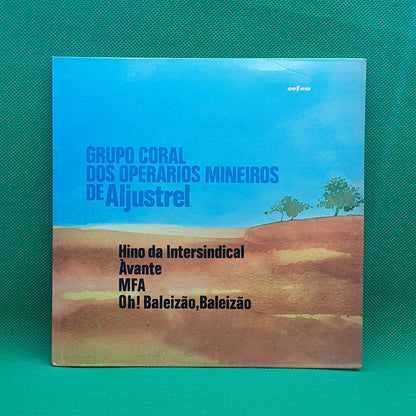 orfeu
GRUPO CORAL
DOS OPERARIOS MINEIROS
DE Aljustrel
Hino da Intersindical
Àvante
MFA
Oh! Baleizão, Baleizão